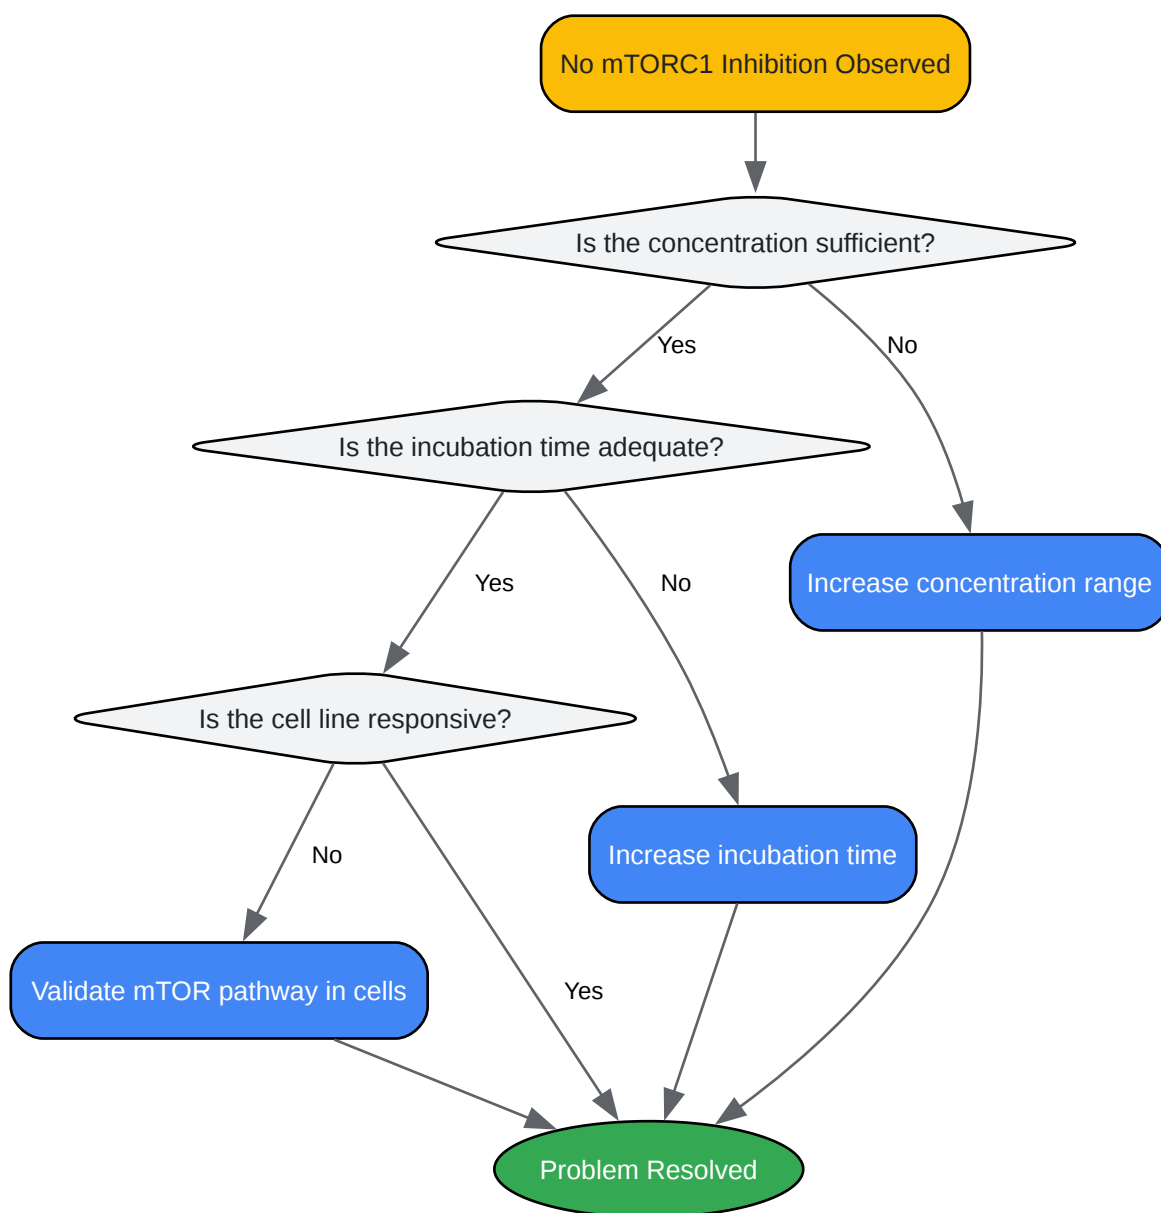 No mTORC1 Inhibition Observed
Is the concentration sufficient?
Yes
No
Is the incubation time adequate?
Yes
No
Increase concentration range
Is the cell line responsive?
No
Increase incubation time
Validate mTOR pathway in cells
Yes
Problem Resolved